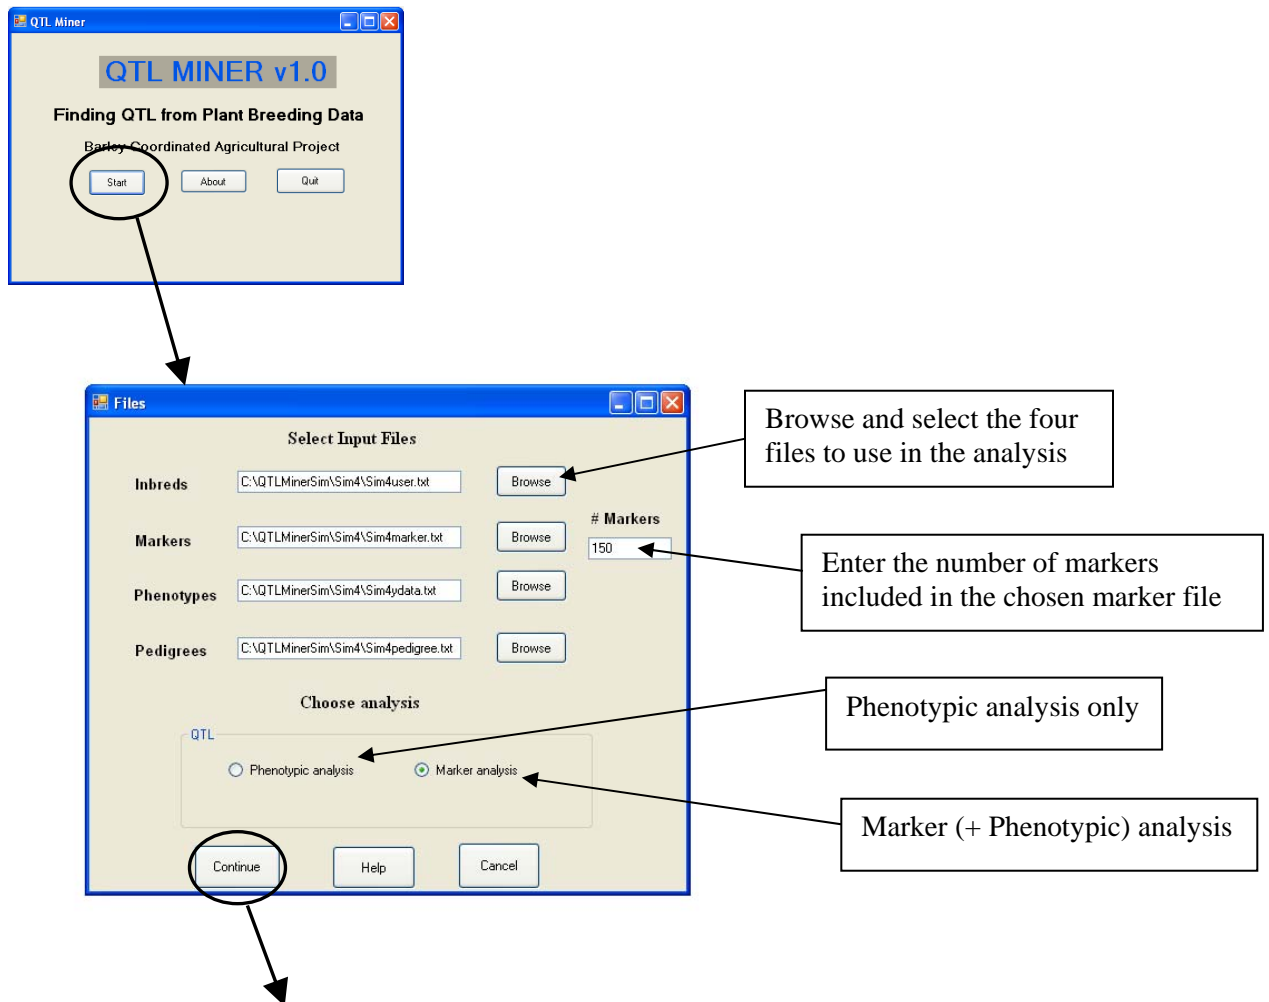 QTL Miner
QTL MINER v1.0
Finding QTL from Plant Breeding Data
Barley Coordinated Agricultural Project
Start About Quit
Files
Select Input Files
Inbreds C:\QTLMinerSim\Sim4\Sim4user.txt Browse
# Markers
Markers C:\QTLMinerSim\Sim4\Sim4marker.txt Browse 150
Phenotypes C:\QTLMinerSim\Sim4\Sim4ydata.txt Browse
Pedigrees C:\QTLMinerSim\Sim4\Sim4pedigree.txt Browse
Choose analysis
QTL
Phenotypic analysis Marker analysis
Continue Help Cancel
Browse and select the four
files to use in the analysis
Enter the number of markers
included in the chosen marker file
Phenotypic analysis only
Marker (+ Phenotypic) analysis